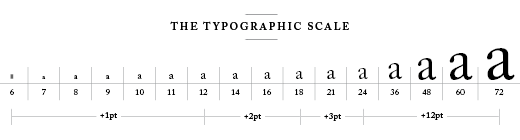 THE TYPOGRAPHIC SCALE
a a a a a a a a a a a a a a a a
6 7 8 9 10 11 12 14 16 18 21 24 36 48 60 72
+1pt +2pt +3pt +12pt